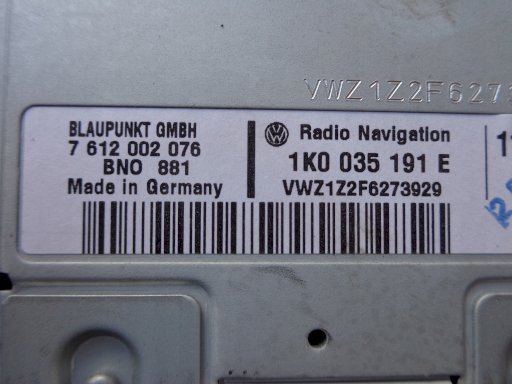 VWZ1Z2F6273
BLAUPUNKT GMBH
7 612 002 076
BNO 881
Made in Germany
Radio Navigation
1K0 035 191 E
VWZ1Z2F6273929